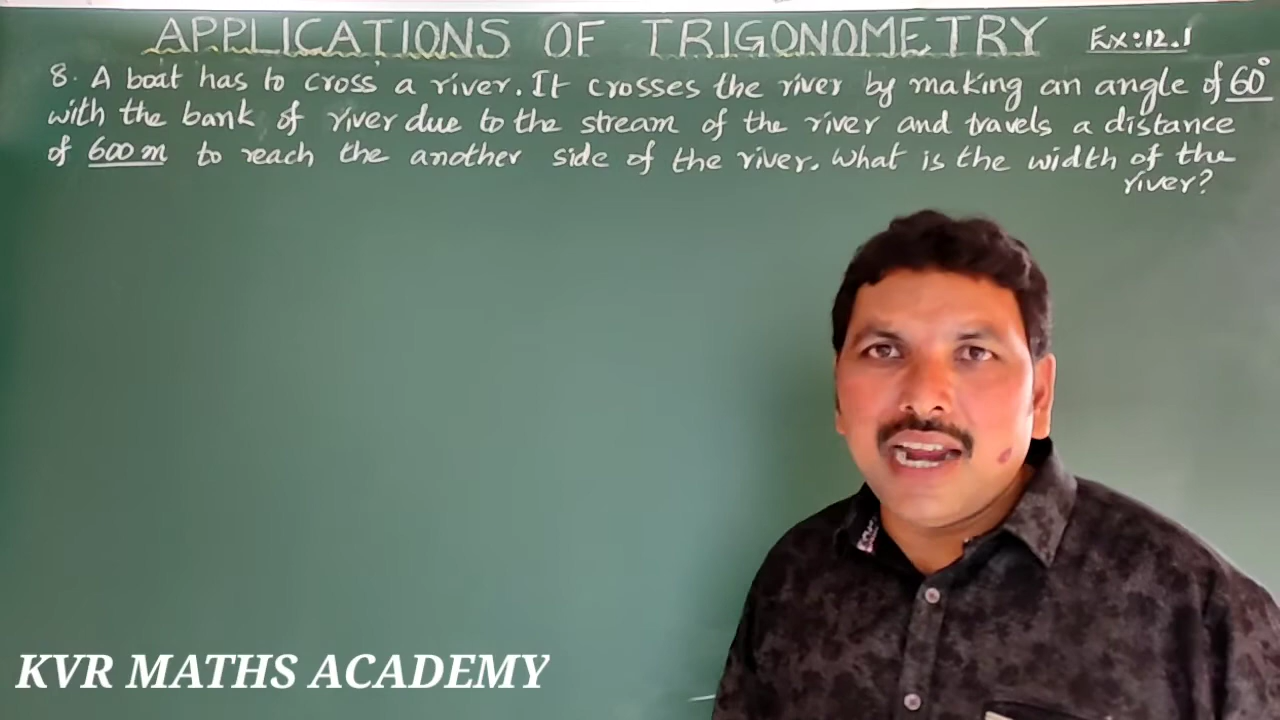 APPLICATIONS OF TRIGONOMETRY Ex:12.1
8. A boat has to cross a river. It crosses the river by making an angle of 60°
with the bank of river due to the stream of the river and travels a distance
of 600 m to reach the another side of the river. What is the width of the
river?
KVR MATHS ACADEMY